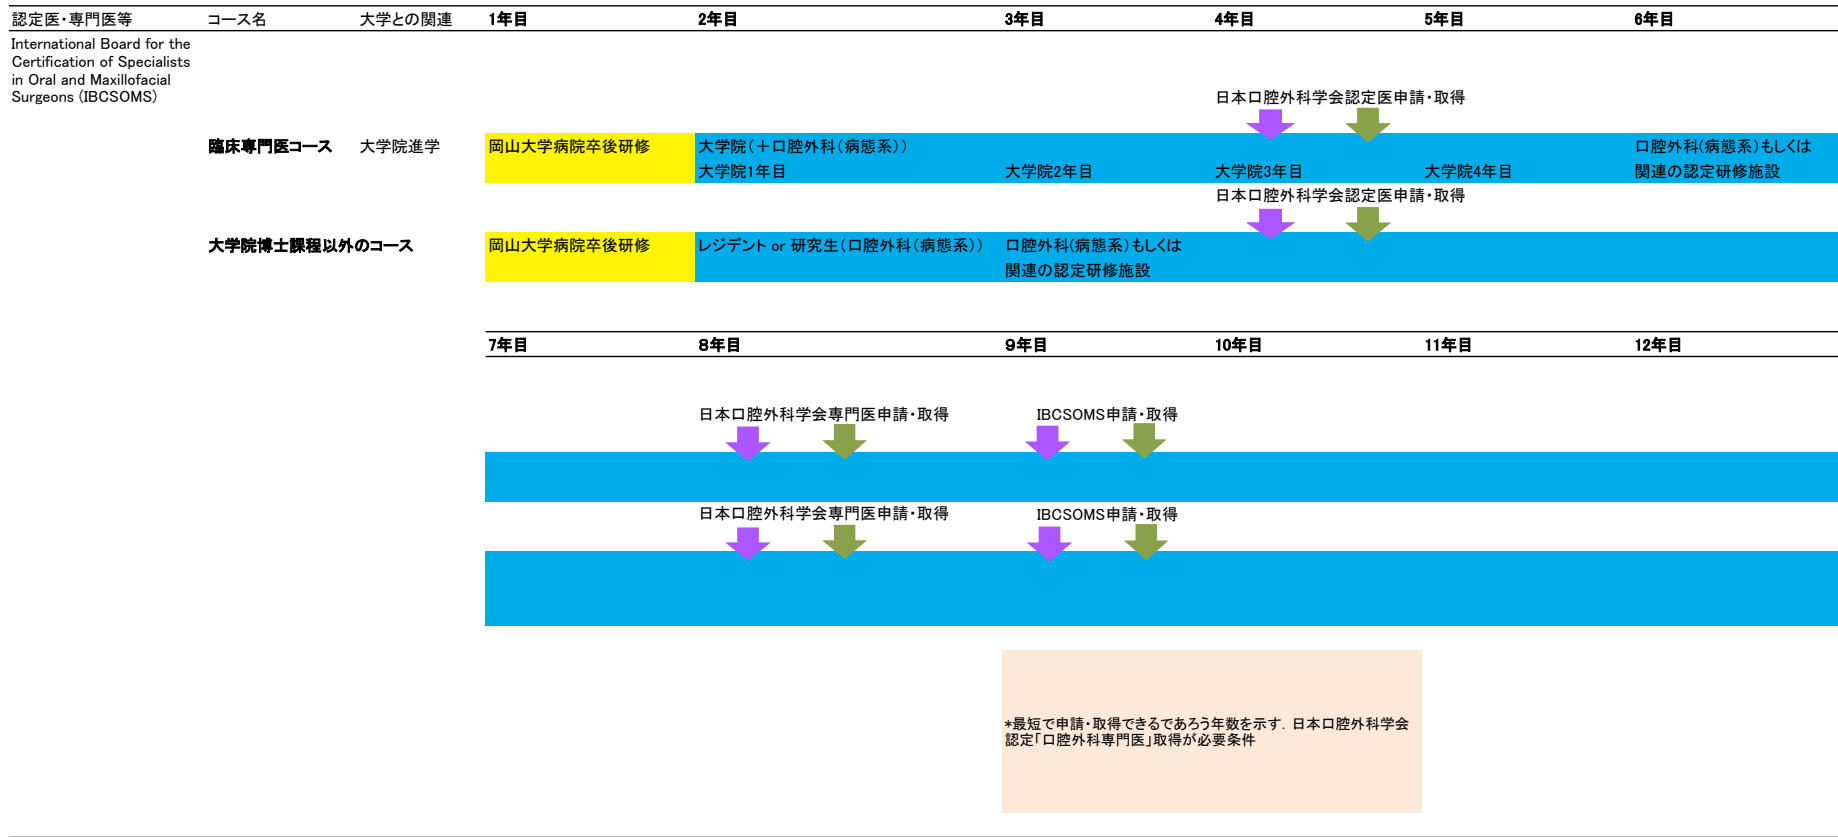 認定医・専門医等 コース名 大学との関連 1年目 2年目 3年目 4年目 5年目 6年目
International Board for the
Certification of Specialists
in Oral and Maxillofacial
Surgeons (IBCSOMS)
日本口腔外科学会認定医申請・取得
臨床専門医コース 大学院進学 岡山大学病院卒後研修 大学院(＋口腔外科(病態系)) 口腔外科(病態系)もしくは
大学院1年目 大学院2年目 大学院3年目 大学院4年目 関連の認定研修施設
日本口腔外科学会認定医申請・取得
大学院博士課程以外のコース 岡山大学病院卒後研修 レジデント or 研究生(口腔外科(病態系)) 口腔外科(病態系)もしくは
関連の認定研修施設
7年目 8年目 9年目 10年目 11年目 12年目
日本口腔外科学会専門医申請・取得 IBCSOMS申請・取得
日本口腔外科学会専門医申請・取得 IBCSOMS申請・取得
*最短で申請・取得できるであろう年数を示す. 日本口腔外科学会
認定「口腔外科専門医」取得が必要条件